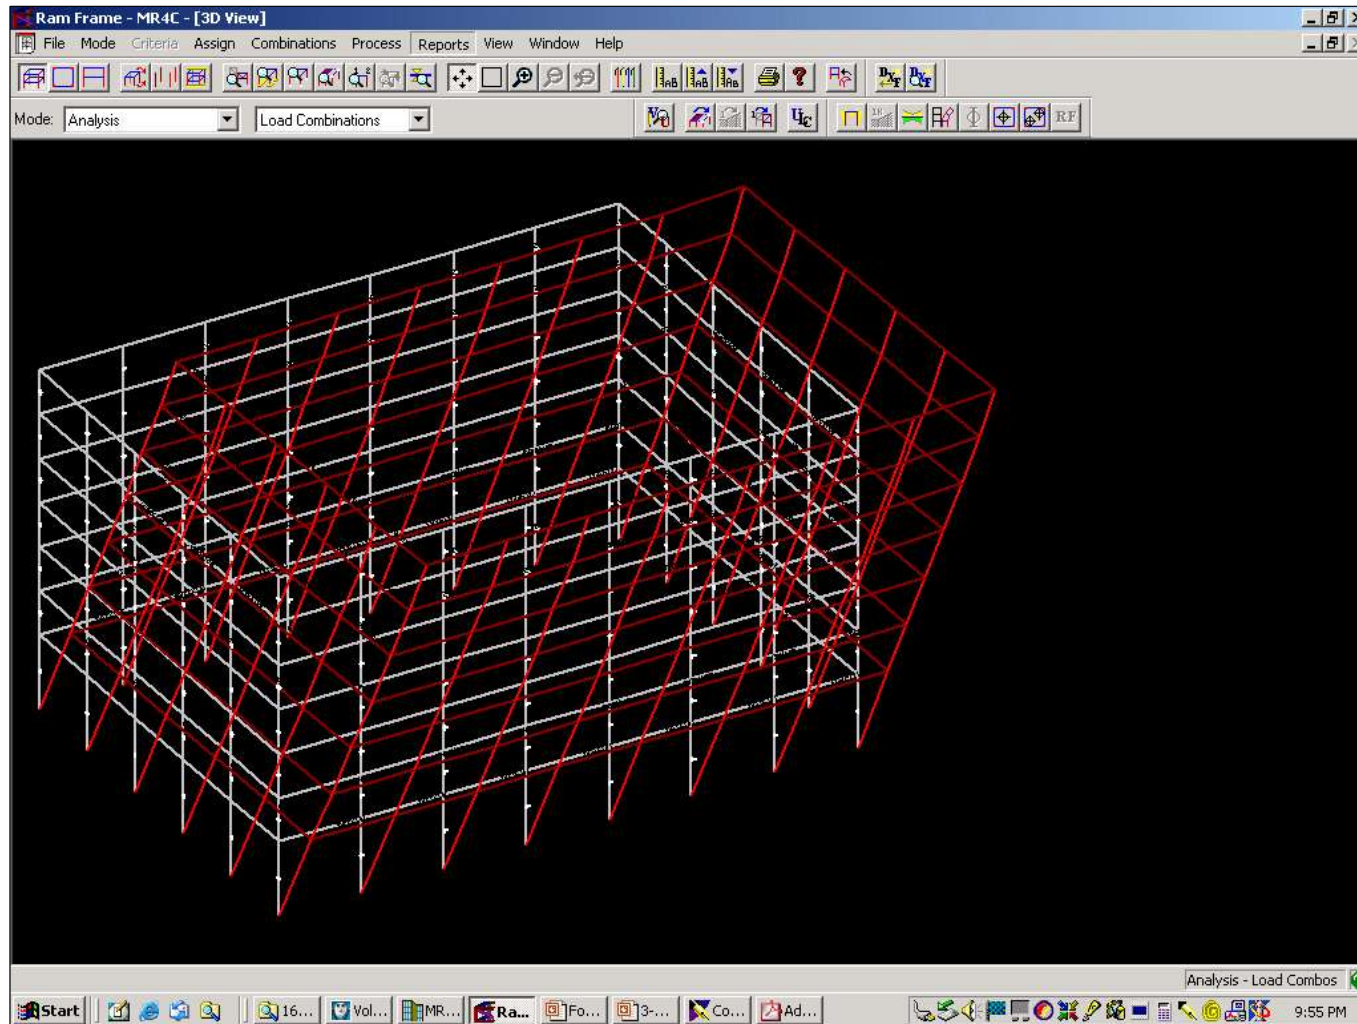 Ram Frame - MR4C - [3D View]
File Mode Criteria Assign Combinations Process Reports View Window Help
Mode: Analysis Load Combinations RF
Analysis - Load Combos
Start 16... Vol... MR... Ra... Fo... 3-... Co... Ad... 9:55 PM